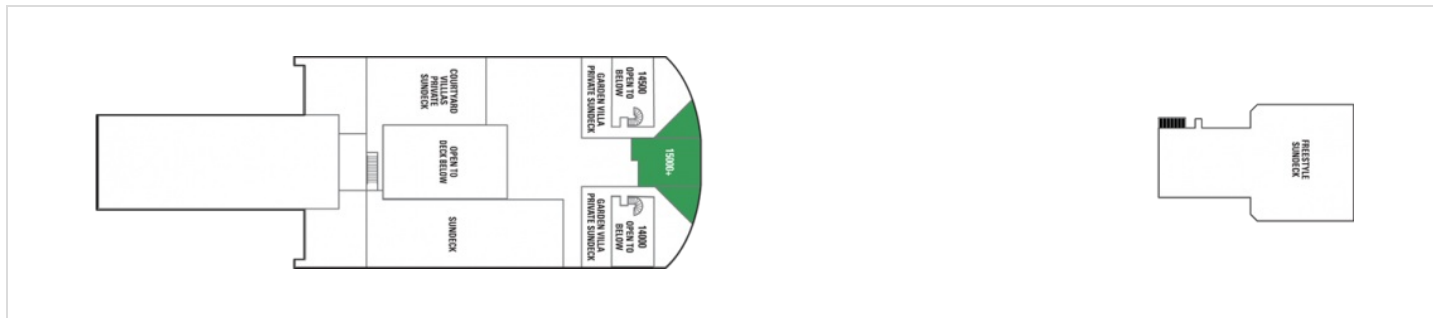 COURTYARD
VILLLAS
PRIVATE
SUNDECK
OPEN TO
DECK BELOW
SUNDECK
14500
OPEN TO
BELOW
GARDEN VILLA
PRIVATE SUNDECK
15000+
14000
OPEN TO
BELOW
GARDEN VILLA
PRIVATE SUNDECK
FREESTYLE
SUNDECK